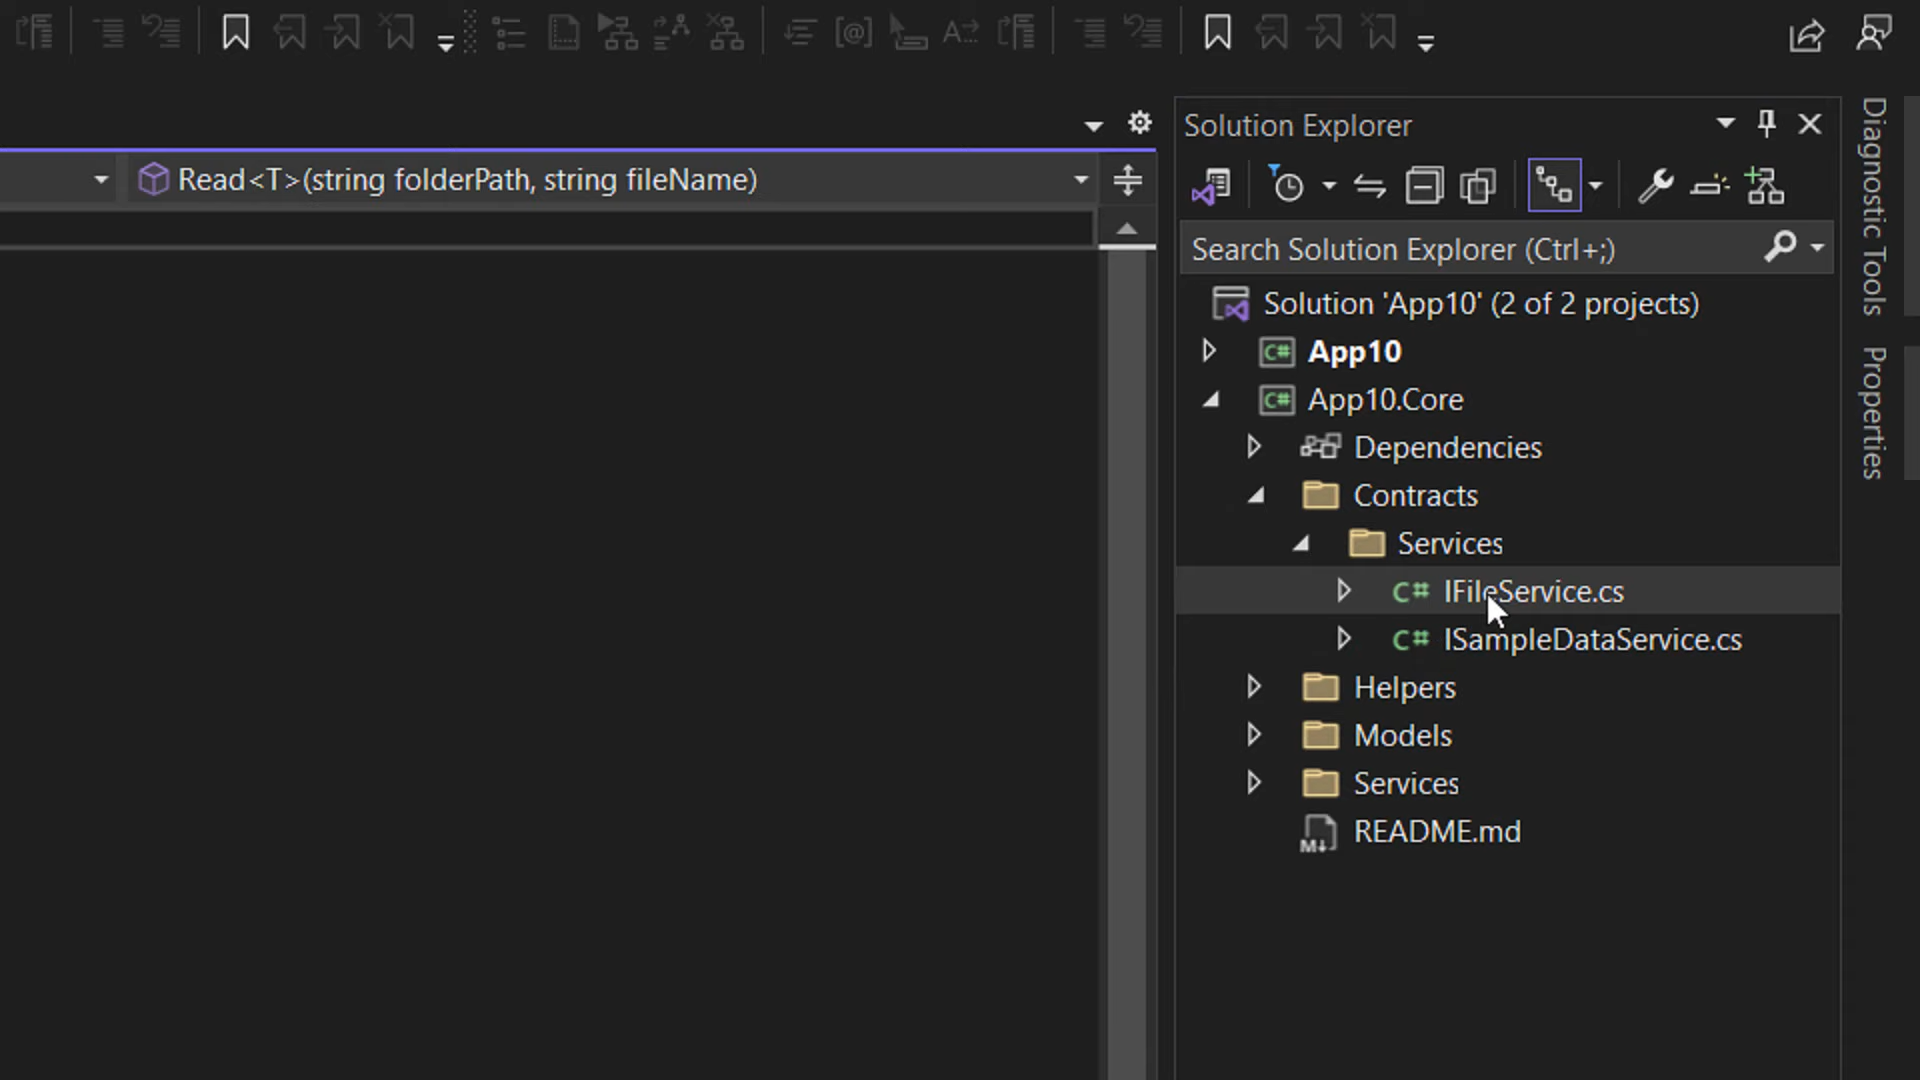 Read<T>(string folderPath, string fileName)
Solution Explorer
Search Solution Explorer (Ctrl+;)
Solution 'App10' (2 of 2 projects)
C# App10
C# App10.Core
Dependencies
Contracts
Services
C# IFileService.cs
C# ISampleDataService.cs
Helpers
Models
Services
M↓ README.md
Diagnostic Tools
Properties